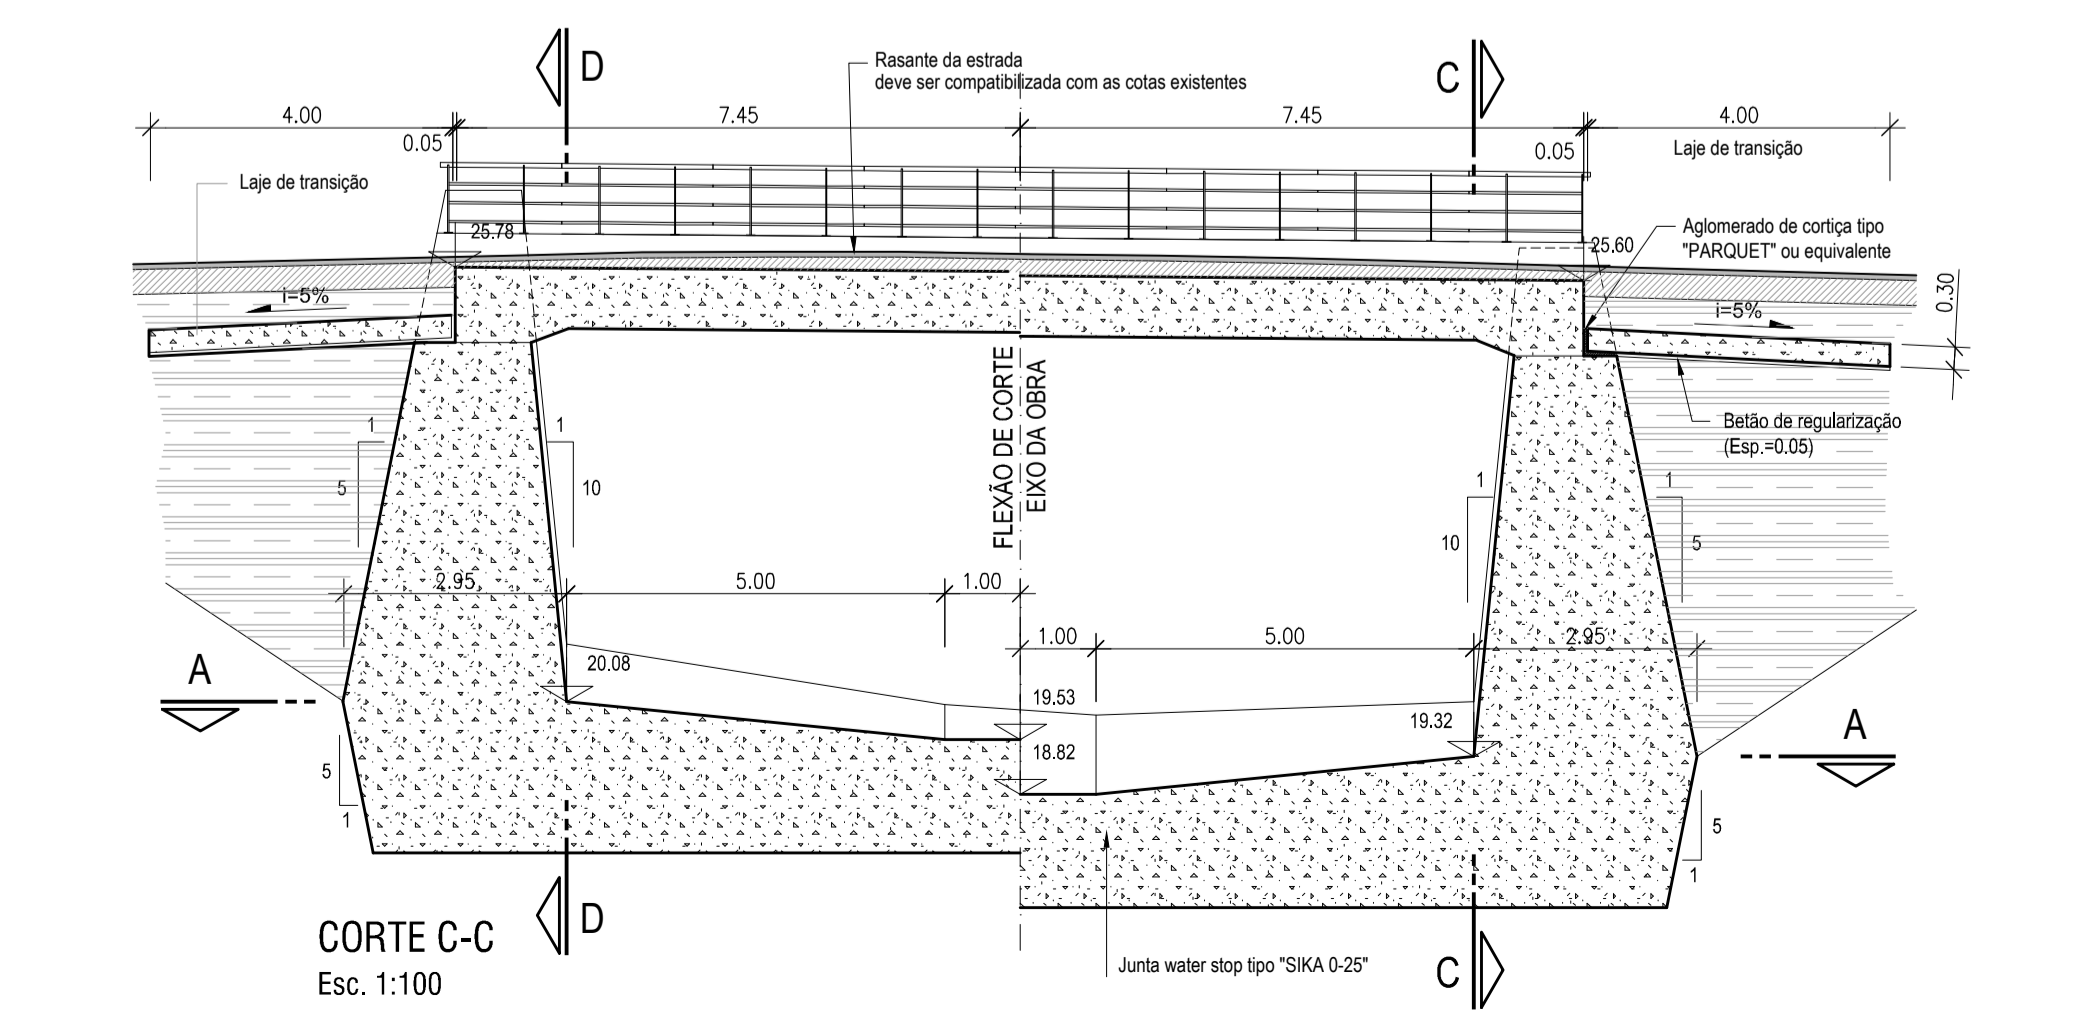 D
C
Rasante da estrada
deve ser compatibilizada com as cotas existentes
4.00
7.45
7.45
4.00
0.05
0.05
Laje de transição
Laje de transição
25.78
25.60
Aglomerado de cortiça tipo
"PARQUET" ou equivalente
i=5%
i=5%
0.30
FLEXÃO DE CORTE
EIXO DA OBRA
Betão de regularização
(Esp.=0.05)
1
5
1
10
1
10
1
5
2.95
5.00
1.00
1.00
5.00
2.95
A
20.08
19.53
18.82
19.32
A
5
1
5
1
D
C
CORTE C-C
Esc. 1:100
Junta water stop tipo "SIKA 0-25"